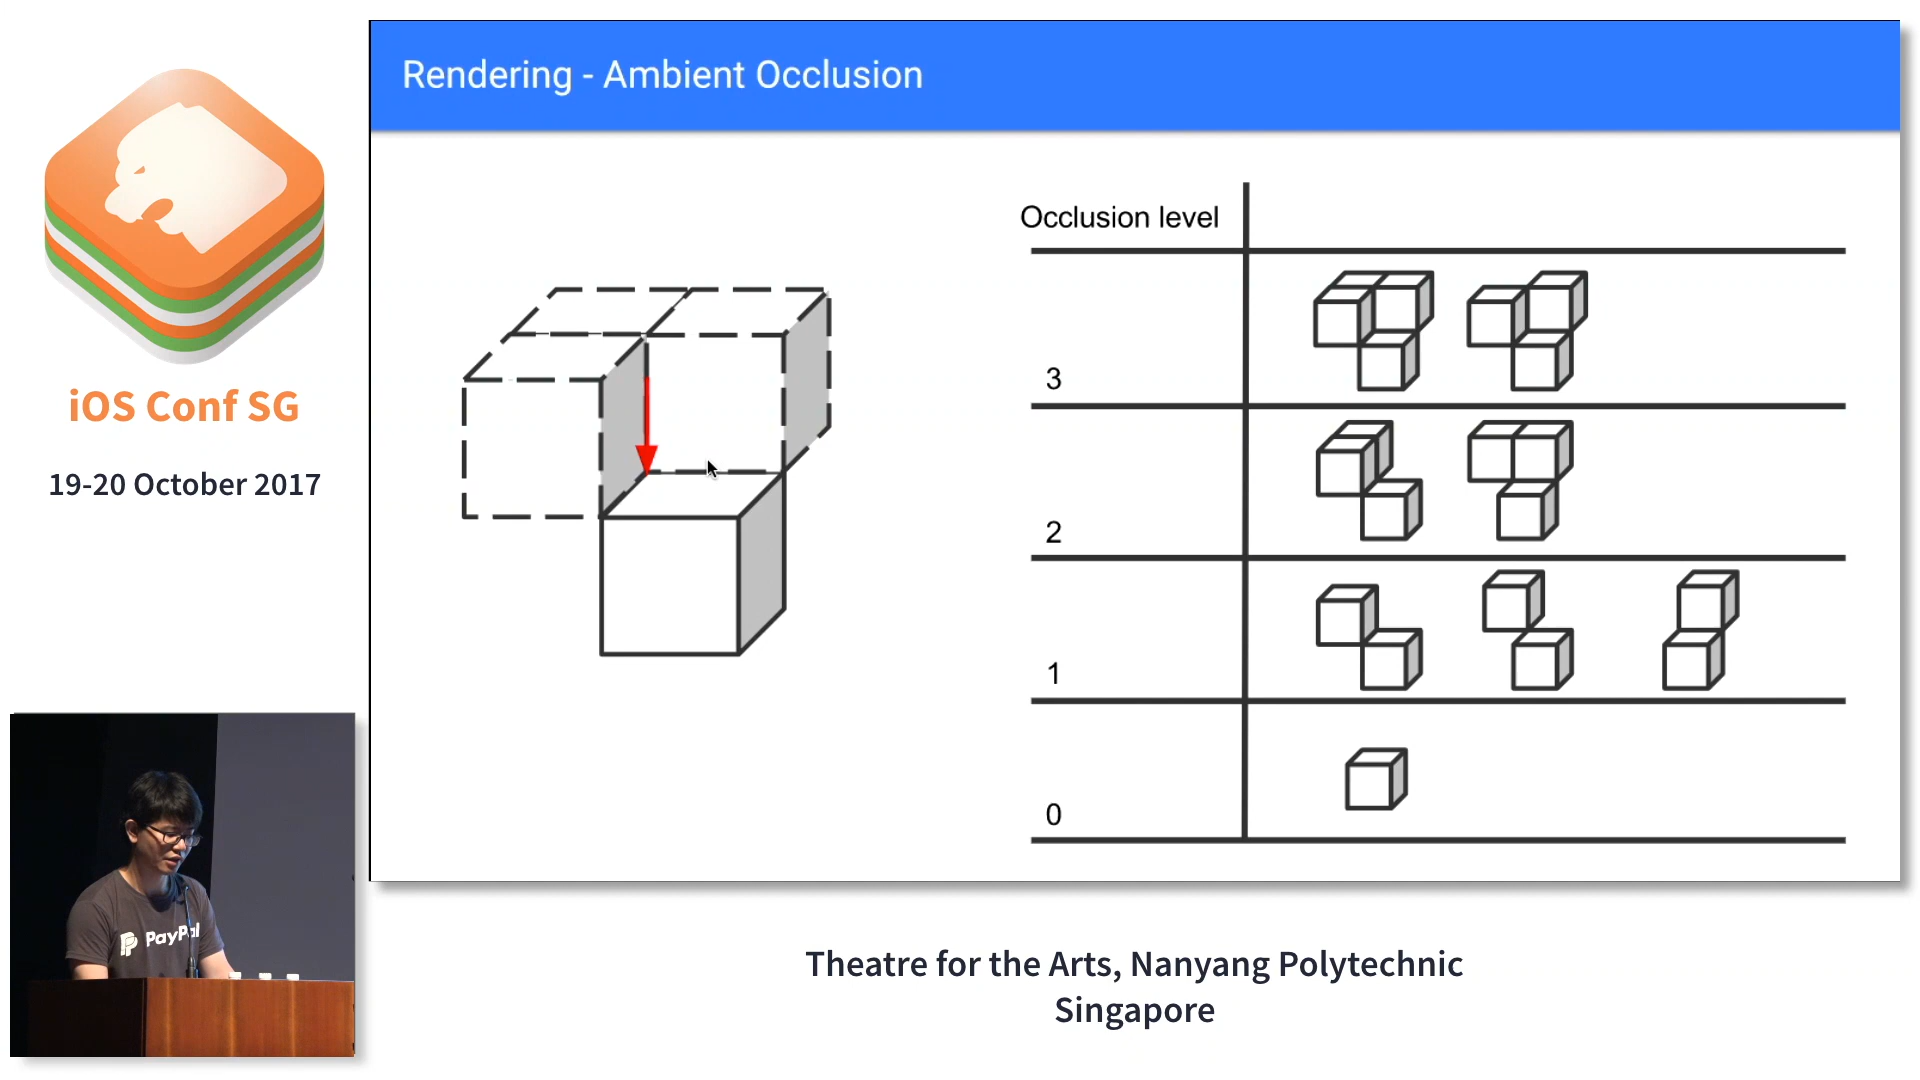 Rendering - Ambient Occlusion
Occlusion level
3
2
1
0
iOS Conf SG
19-20 October 2017
PayPal
Theatre for the Arts, Nanyang Polytechnic
Singapore